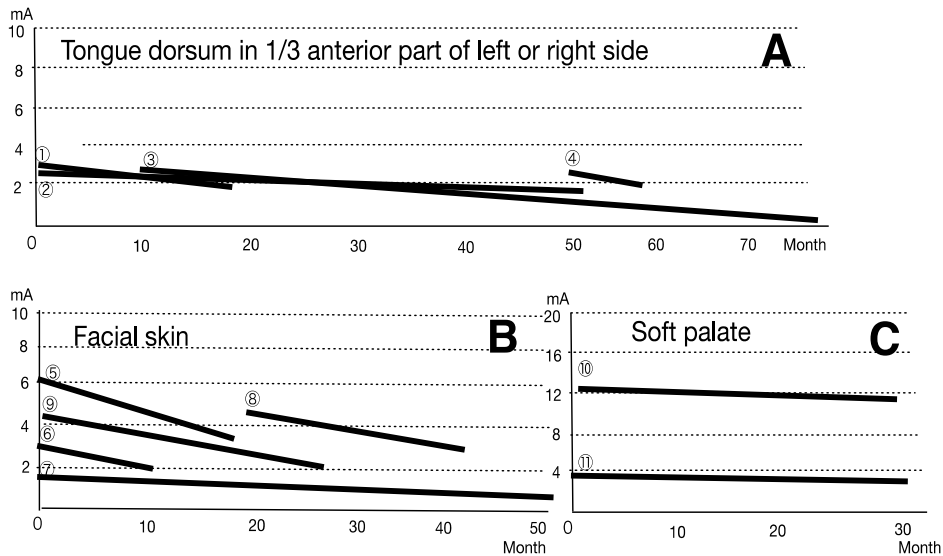 mA
10
Tongue dorsum in 1/3 anterior part of left or right side A
8
6
4
① ③ ④
2
②
0 10 20 30 40 50 60 70 Month
mA
10
Facial skin B
8
6
⑤
⑨ ⑧
4
⑥
2
⑦
0 10 20 30 40 50
Month
mA
20
Soft palate C
16
⑩
12
8
⑪
4
0 10 20 30
Month